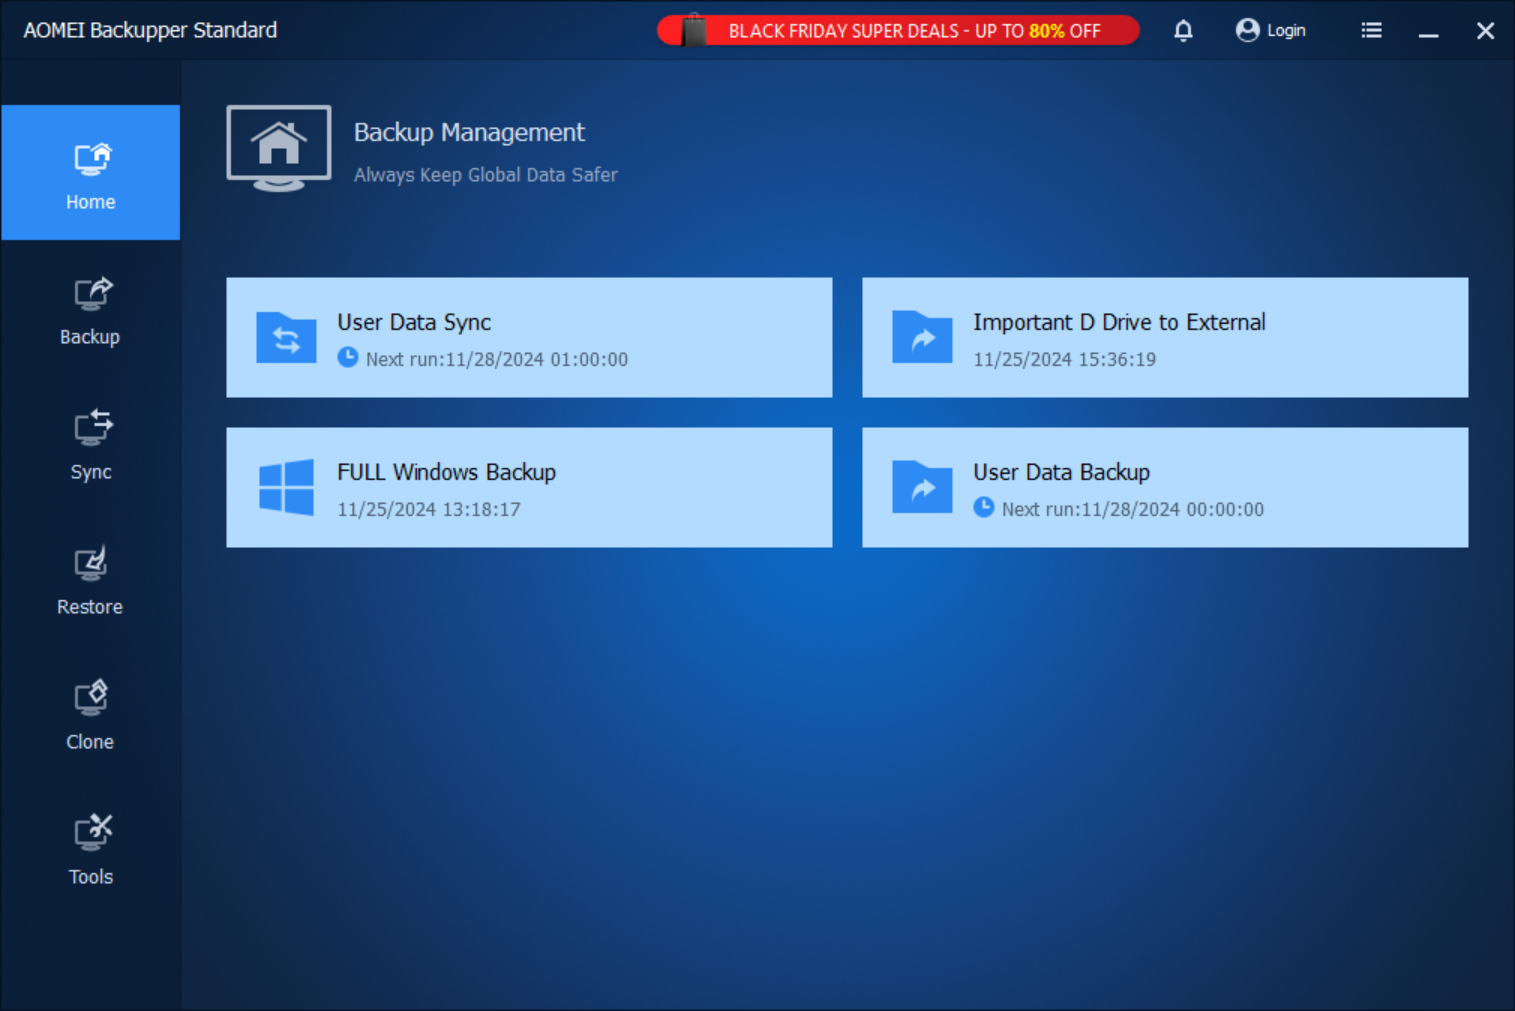 AOMEI Backupper Standard
BLACK FRIDAY SUPER DEALS - UP TO 80% OFF
Login
Home
Backup
Sync
Restore
Clone
Tools
Backup Management
Always Keep Global Data Safer
User Data Sync
Next run:11/28/2024 01:00:00
Important D Drive to External
11/25/2024 15:36:19
FULL Windows Backup
11/25/2024 13:18:17
User Data Backup
Next run:11/28/2024 00:00:00